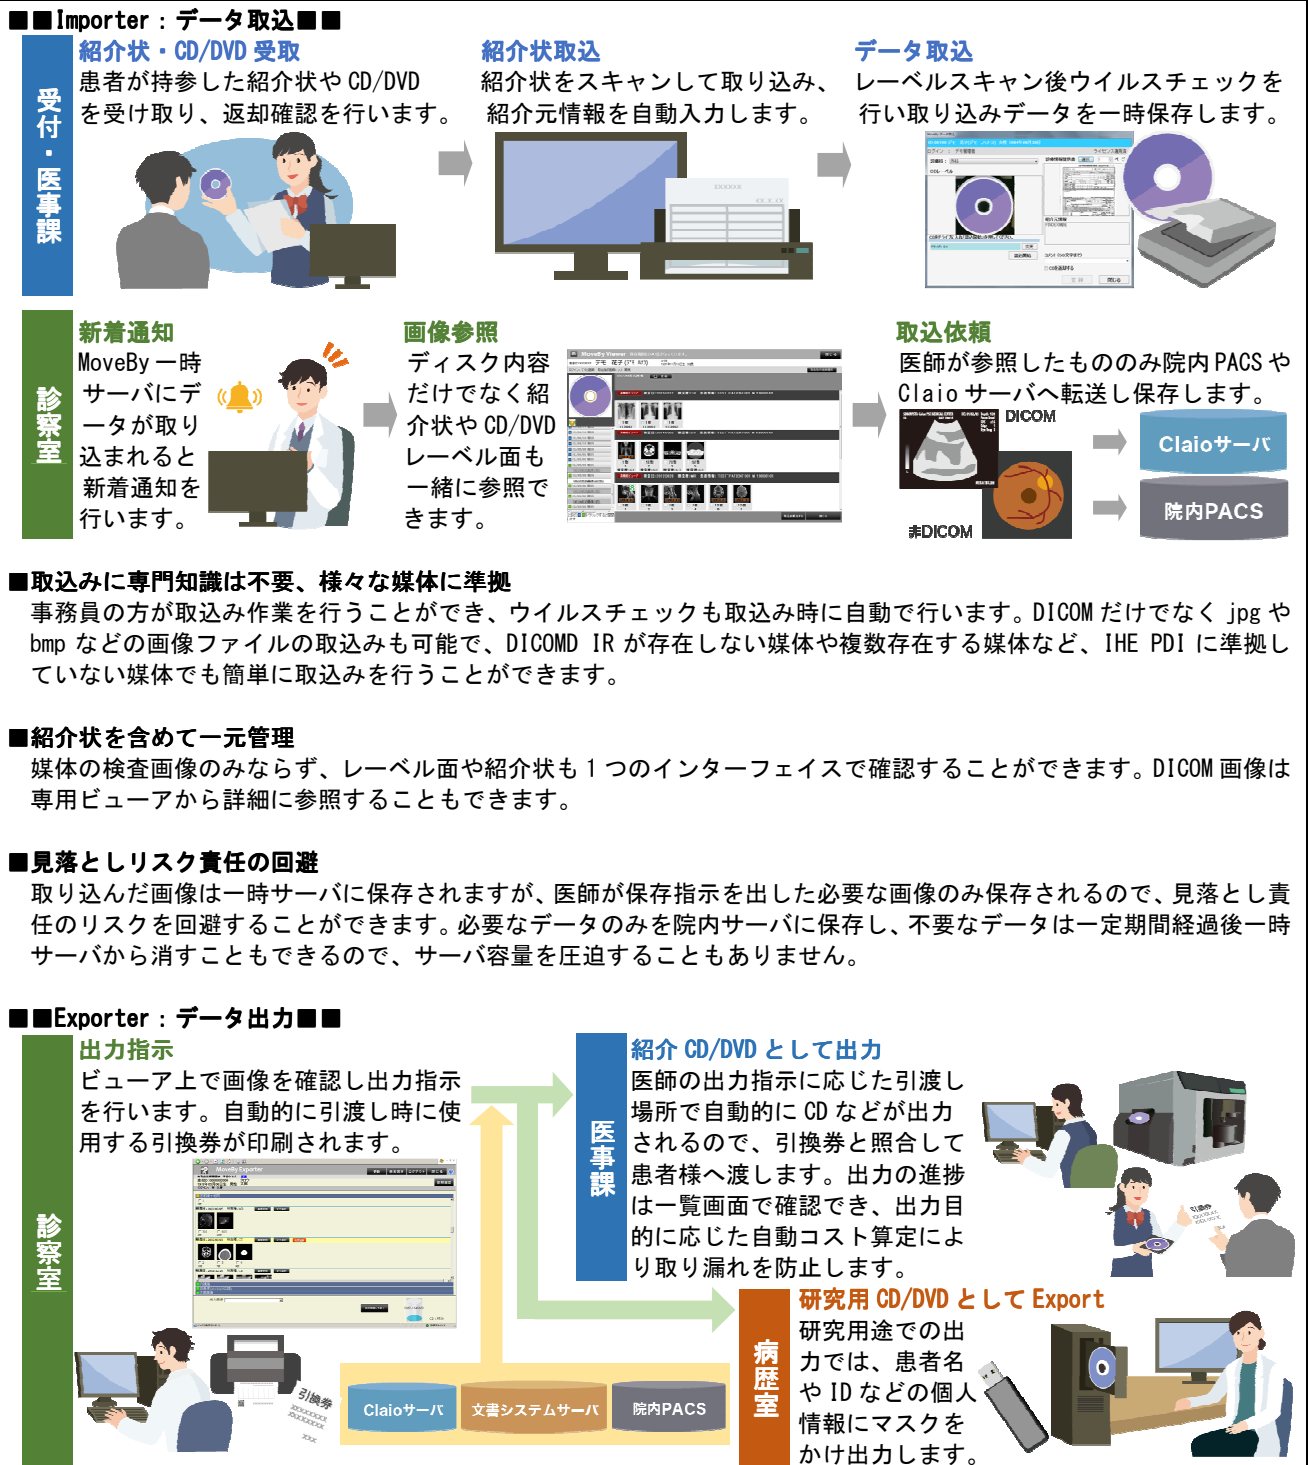 ■■Importer：データ取込■■
受付・医事課
紹介状・CD/DVD 受取
患者が持参した紹介状や CD/DVD
を受け取り、返却確認を行います。
紹介状取込
紹介状をスキャンして取り込み、
紹介元情報を自動入力します。
データ取込
レーベルスキャン後ウイルスチェックを
行い取り込みデータを一時保存します。
診察室
新着通知
MoveBy 一時
サーバにデ
ータが取り
込まれると
新着通知を
行います。
画像参照
ディスク内容
だけでなく紹
介状や CD/DVD
レーベル面も
一緒に参照で
きます。
MoveBy Viewer
取込依頼
医師が参照したもののみ院内 PACS や
Claio サーバへ転送し保存します。
DICOM
非DICOM
Claioサーバ
院内PACS
■取込みに専門知識は不要、様々な媒体に準拠
事務員の方が取込み作業を行うことができ、ウイルスチェックも取込み時に自動で行います。DICOM だけでなく jpg や
bmp などの画像ファイルの取込みも可能で、DICOMD IR が存在しない媒体や複数存在する媒体など、IHE PDI に準拠し
ていない媒体でも簡単に取込みを行うことができます。
■紹介状を含めて一元管理
媒体の検査画像のみならず、レーベル面や紹介状も 1 つのインターフェイスで確認することができます。DICOM 画像は
専用ビューアから詳細に参照することもできます。
■見落としリスク責任の回避
取り込んだ画像は一時サーバに保存されますが、医師が保存指示を出した必要な画像のみ保存されるので、見落とし責
任のリスクを回避することができます。必要なデータのみを院内サーバに保存し、不要なデータは一定期間経過後一時
サーバから消すこともできるので、サーバ容量を圧迫することもありません。
■■Exporter：データ出力■■
診察室
出力指示
ビューア上で画像を確認し出力指示
を行います。自動的に引渡し時に使
用する引換券が印刷されます。
MoveBy Exporter
引換券
XXXXXXXX
XXXXXXXX
XXX
Claioサーバ
文書システムサーバ
院内PACS
医事課
紹介 CD/DVD として出力
医師の出力指示に応じた引渡し
場所で自動的に CD などが出力
されるので、引換券と照合して
患者様へ渡します。出力の進捗
は一覧画面で確認でき、出力目
的に応じた自動コスト算定によ
り取り漏れを防止します。
引換券
病歴室
研究用 CD/DVD として Export
研究用途での出
力では、患者名
や ID などの個人
情報にマスクを
かけ出力します。